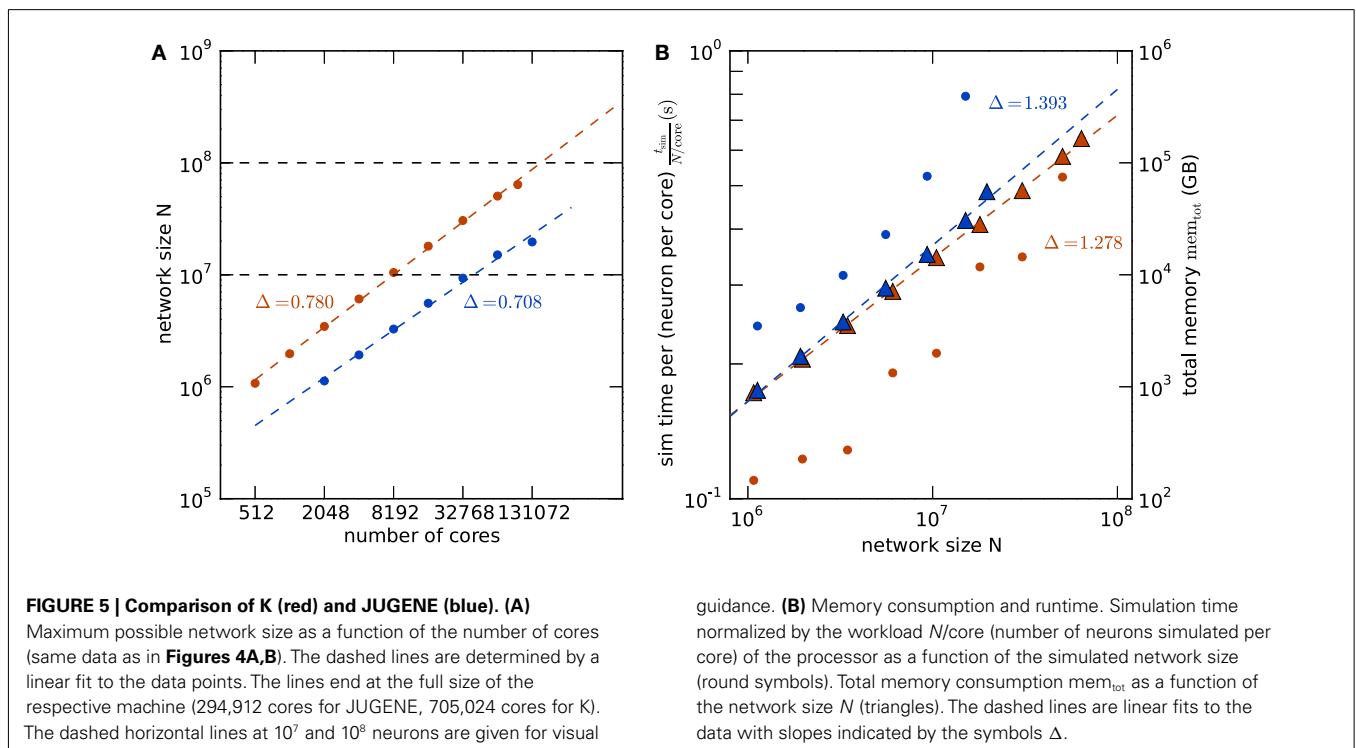 A
10^9
10^8
10^7
10^6
10^5
network size N
Δ = 0.780
Δ = 0.708
512 2048 8192 32768 131072
number of cores
B
10^0
10^-1
sim time per (neuron per core) t_sim / N/core (s)
Δ = 1.393
Δ = 1.278
10^6
10^5
10^4
10^3
10^2
total memory mem_tot (GB)
10^6 10^7 10^8
network size N
FIGURE 5 | Comparison of K (red) and JUGENE (blue). (A)
Maximum possible network size as a function of the number of cores
(same data as in Figures 4A,B). The dashed lines are determined by a
linear fit to the data points. The lines end at the full size of the
respective machine (294,912 cores for JUGENE, 705,024 cores for K).
The dashed horizontal lines at 10^7 and 10^8 neurons are given for visual
guidance. (B) Memory consumption and runtime. Simulation time
normalized by the workload N/core (number of neurons simulated per
core) of the processor as a function of the simulated network size
(round symbols). Total memory consumption mem_tot as a function of
the network size N (triangles). The dashed lines are linear fits to the
data with slopes indicated by the symbols Δ.